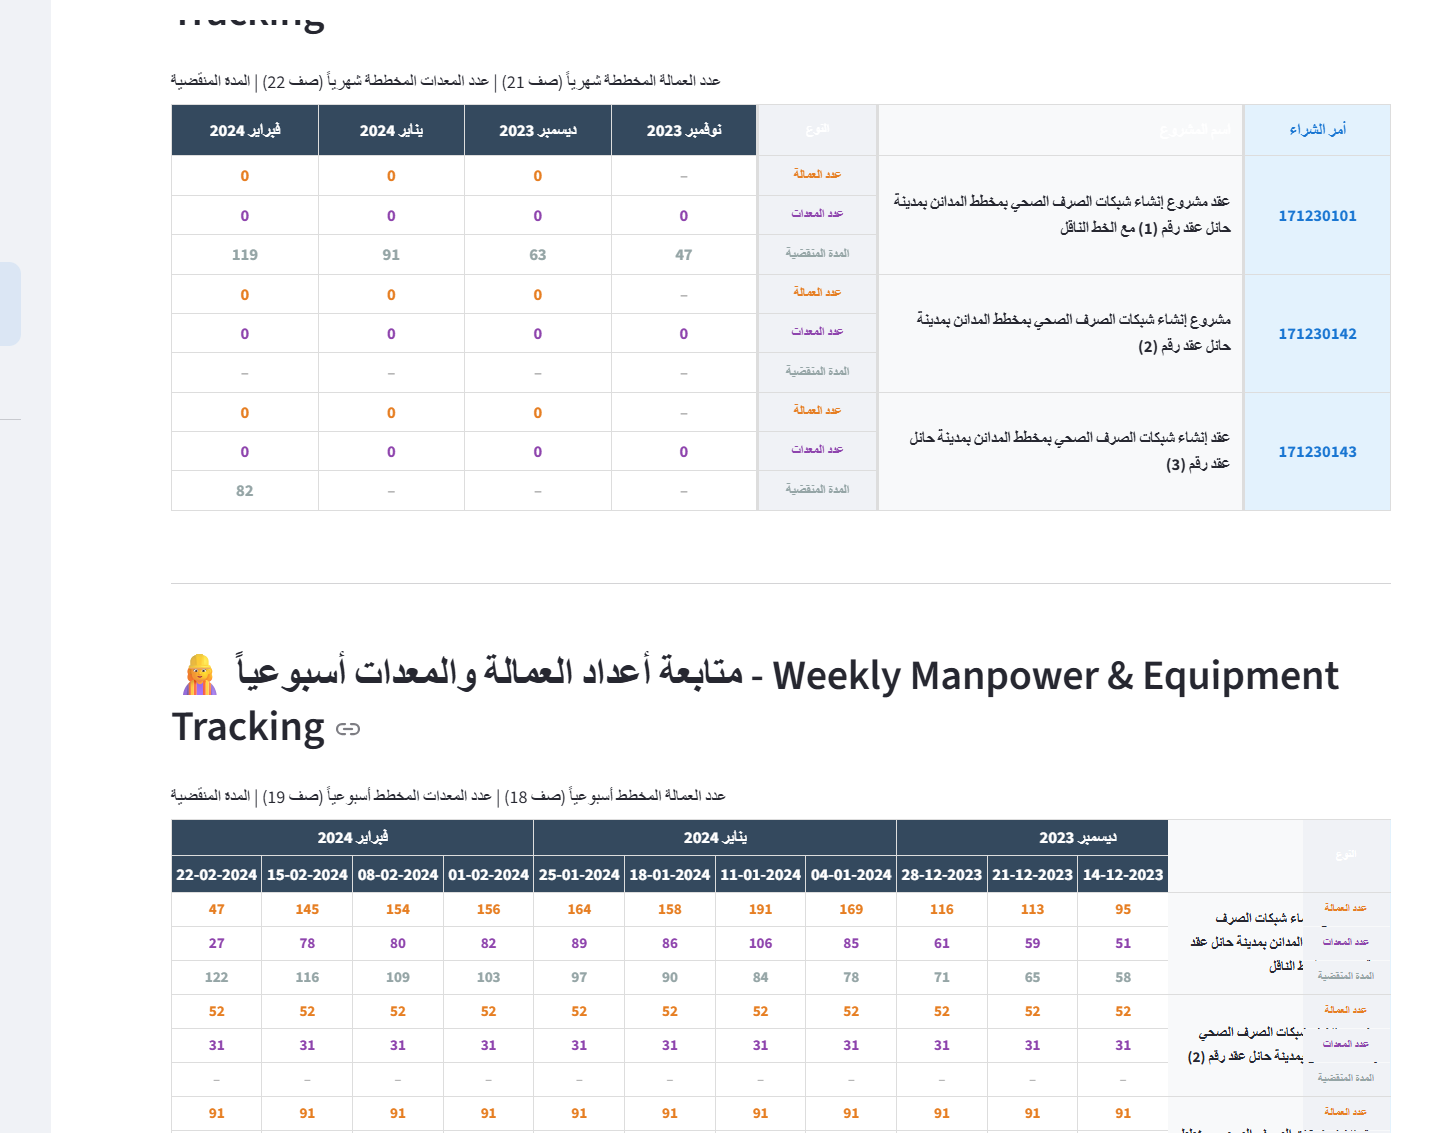 Tracking
عدد العمالة المخططة شهرياً (صف 21) | عدد المعدات المخططة شهرياً (صف 22) | المدة المنقضية
أمر الشراء اسم المشروع النوع نوفمبر 2023 ديسمبر 2023 يناير 2024 فبراير 2024
عدد العمالة – 0 0 0
عقد مشروع إنشاء شبكات الصرف الصحي بمخطط المدائن بمدينة
171230101 عدد المعدات 0 0 0 0
حائل عقد رقم (1) مع الخط الناقل
المدة المنقضية 47 63 91 119
عدد العمالة – 0 0 0
مشروع إنشاء شبكات الصرف الصحي بمخطط المدائن بمدينة
171230142 عدد المعدات 0 0 0 0
حائل عقد رقم (2)
المدة المنقضية – – – –
عدد العمالة – 0 0 0
عقد إنشاء شبكات الصرف الصحي بمخطط المدائن بمدينة حائل
171230143 عدد المعدات 0 0 0 0
عقد رقم (3)
المدة المنقضية – – – 82
متابعة أعداد العمالة والمعدات أسبوعياً - Weekly Manpower & Equipment
Tracking
عدد العمالة المخطط أسبوعياً (صف 18) | عدد المعدات المخطط أسبوعياً (صف 19) | المدة المنقضية
النوع ديسمبر 2023 يناير 2024 فبراير 2024
14-12-2023 21-12-2023 28-12-2023 04-01-2024 11-01-2024 18-01-2024 25-01-2024 01-02-2024 08-02-2024 15-02-2024 22-02-2024
عدد العمالة 95 113 116 169 191 158 164 156 154 145 47
شبكات الصرف
عدد المعدات 51 59 61 85 106 86 89 82 80 78 27
المدائن بمدينة حائل عقد
المدة المنقضية 58 65 71 78 84 90 97 103 109 116 122
الناقل
عدد العمالة 52 52 52 52 52 52 52 52 52 52 52
شبكات الصرف الصحي
عدد المعدات 31 31 31 31 31 31 31 31 31 31 31
بمدينة حائل عقد رقم (2)
المدة المنقضية – – – – – – – – – – –
عدد العمالة 91 91 91 91 91 91 91 91 91 91 91